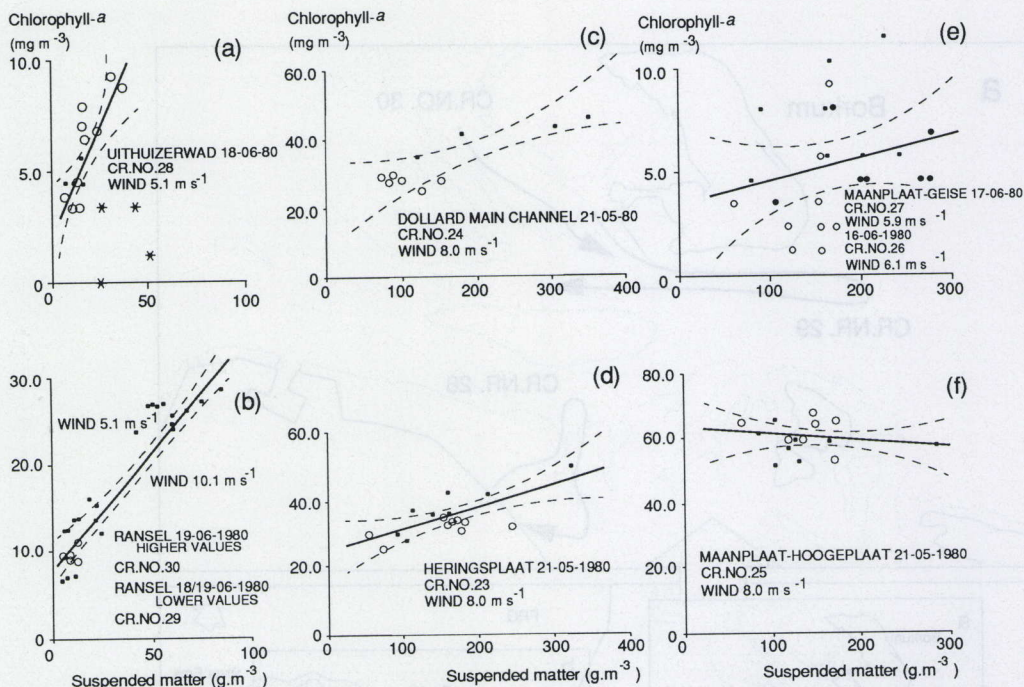 Chlorophyll-a
(mg m⁻³)
(a)
10.0
5.0
0
0
50
100
UITHUIZERWAD 18-06-80
CR.NO.28
WIND 5.1 m s⁻¹
Chlorophyll-a
(mg m⁻³)
(c)
60.0
40.0
20.0
0
0
100
200
300
400
DOLLARD MAIN CHANNEL 21-05-80
CR.NO.24
WIND 8.0 m s⁻¹
Chlorophyll-a
(mg m⁻³)
(e)
10.0
5.0
0
0
100
200
300
MAANPLAAT-GEISE 17-06-80
CR.NO.27
WIND 5.9 m s⁻¹
16-06-1980
CR.NO.26
WIND 6.1 m s⁻¹
(b)
30.0
20.0
10.0
0
0
50
100
WIND 5.1 m s⁻¹
WIND 10.1 m s⁻¹
RANSEL 19-06-1980
HIGHER VALUES
CR.NO.30
RANSEL 18/19-06-1980
LOWER VALUES
CR.NO.29
Suspended matter (g.m⁻³)
(d)
60.0
40.0
20.0
0
0
100
200
300
400
HERINGSPLAAT 21-05-1980
CR.NO.23
WIND 8.0 m s⁻¹
Suspended matter (g.m⁻³)
(f)
80.0
60.0
40.0
20.0
0
0
100
200
300
MAANPLAAT-HOOGEPLAAT 21-05-1980
CR.NO.25
WIND 8.0 m s⁻¹
Suspended matter (g.m⁻³)
a
CR.NO. 30
Borkum
CR.NR. 29
CR.NR. 28
FRG